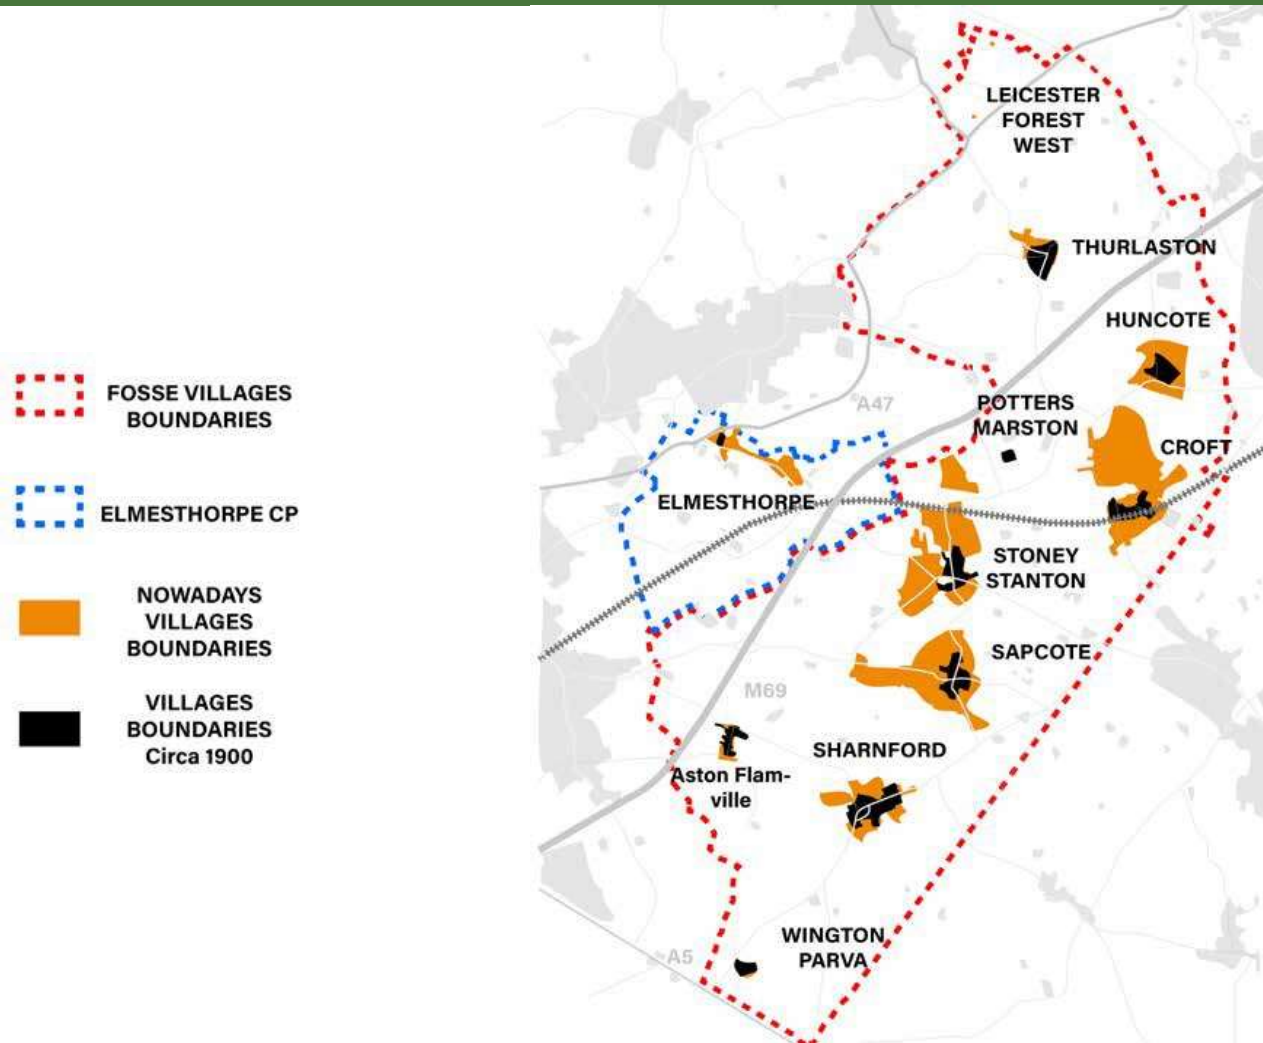 FOSSE VILLAGES
BOUNDARIES
ELMESTHORPE CP
NOWADAYS
VILLAGES
BOUNDARIES
VILLAGES
BOUNDARIES
Circa 1900
LEICESTER
FOREST
WEST
THURLASTON
HUNCOTE
A47
POTTERS
MARSTON
CROFT
ELMESTHORPE
STONEY
STANTON
SAPCOTE
M69
SHARNFORD
Aston Flam-
ville
WINGTON
PARVA
A5